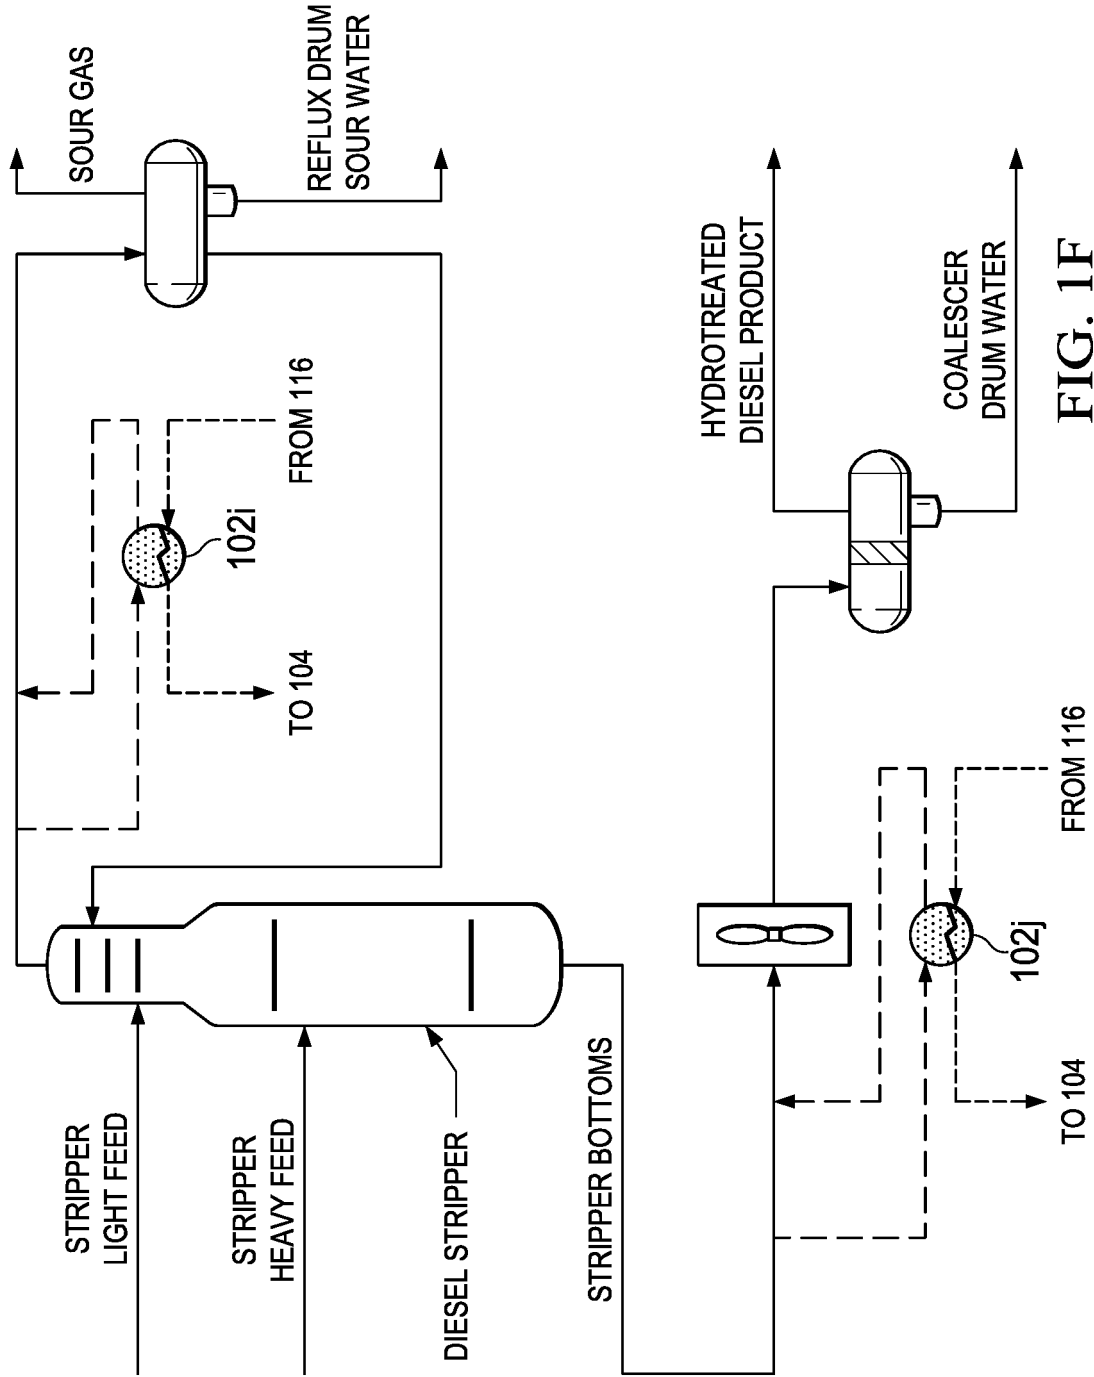 STRIPPER
LIGHT FEED
STRIPPER
HEAVY FEED
DIESEL STRIPPER
STRIPPER BOTTOMS
TO 104
102i
FROM 116
SOUR GAS
REFLUX DRUM
SOUR WATER
TO 104
102j
FROM 116
HYDROTREATED
DIESEL PRODUCT
COALESCER
DRUM WATER
FIG. 1F